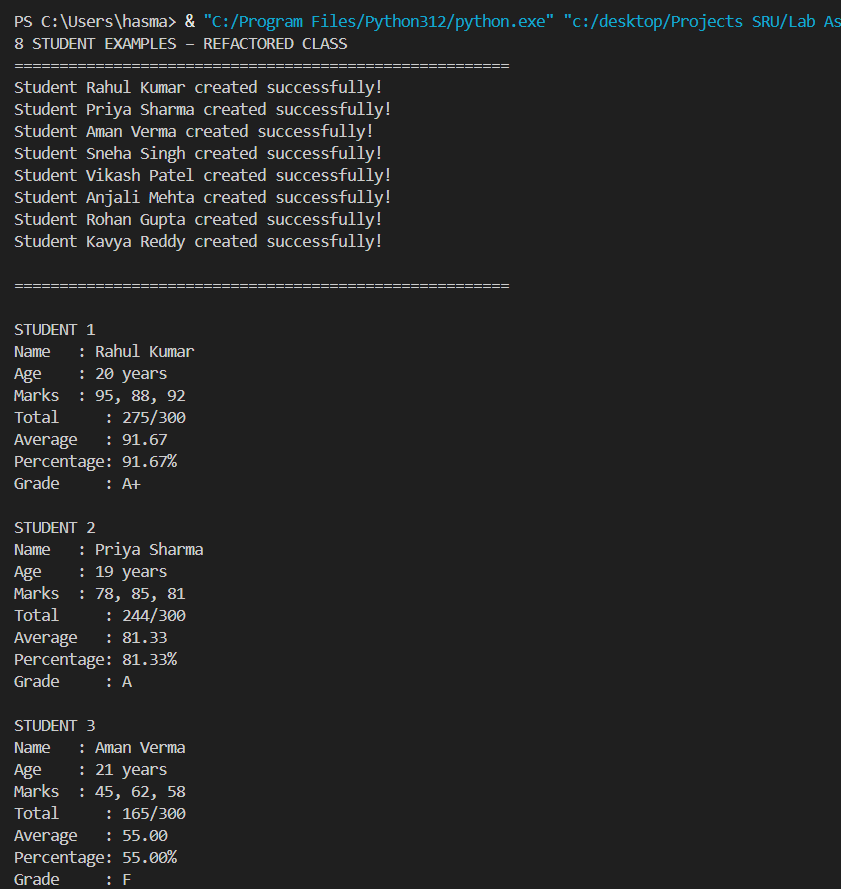 PS C:\Users\hasma> & "C:/Program Files/Python312/python.exe" "c:/desktop/Projects SRU/Lab As
8 STUDENT EXAMPLES – REFACTORED CLASS
=======================================================
Student Rahul Kumar created successfully!
Student Priya Sharma created successfully!
Student Aman Verma created successfully!
Student Sneha Singh created successfully!
Student Vikash Patel created successfully!
Student Anjali Mehta created successfully!
Student Rohan Gupta created successfully!
Student Kavya Reddy created successfully!
=======================================================
STUDENT 1
Name   : Rahul Kumar
Age    : 20 years
Marks  : 95, 88, 92
Total     : 275/300
Average   : 91.67
Percentage: 91.67%
Grade     : A+
STUDENT 2
Name   : Priya Sharma
Age    : 19 years
Marks  : 78, 85, 81
Total     : 244/300
Average   : 81.33
Percentage: 81.33%
Grade     : A
STUDENT 3
Name   : Aman Verma
Age    : 21 years
Marks  : 45, 62, 58
Total     : 165/300
Average   : 55.00
Percentage: 55.00%
Grade     : F